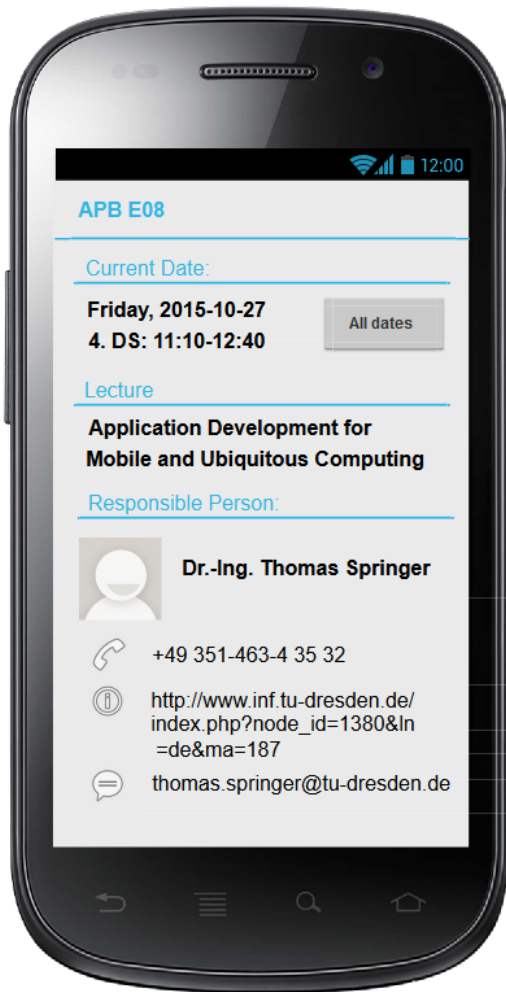 12:00
APB E08
Current Date:
Friday, 2015-10-27
4. DS: 11:10-12:40
All dates
Lecture
Application Development for
Mobile and Ubiquitous Computing
Responsible Person:
Dr.-Ing. Thomas Springer
+49 351-463-4 35 32
http://www.inf.tu-dresden.de/
index.php?node_id=1380&ln
=de&ma=187
thomas.springer@tu-dresden.de